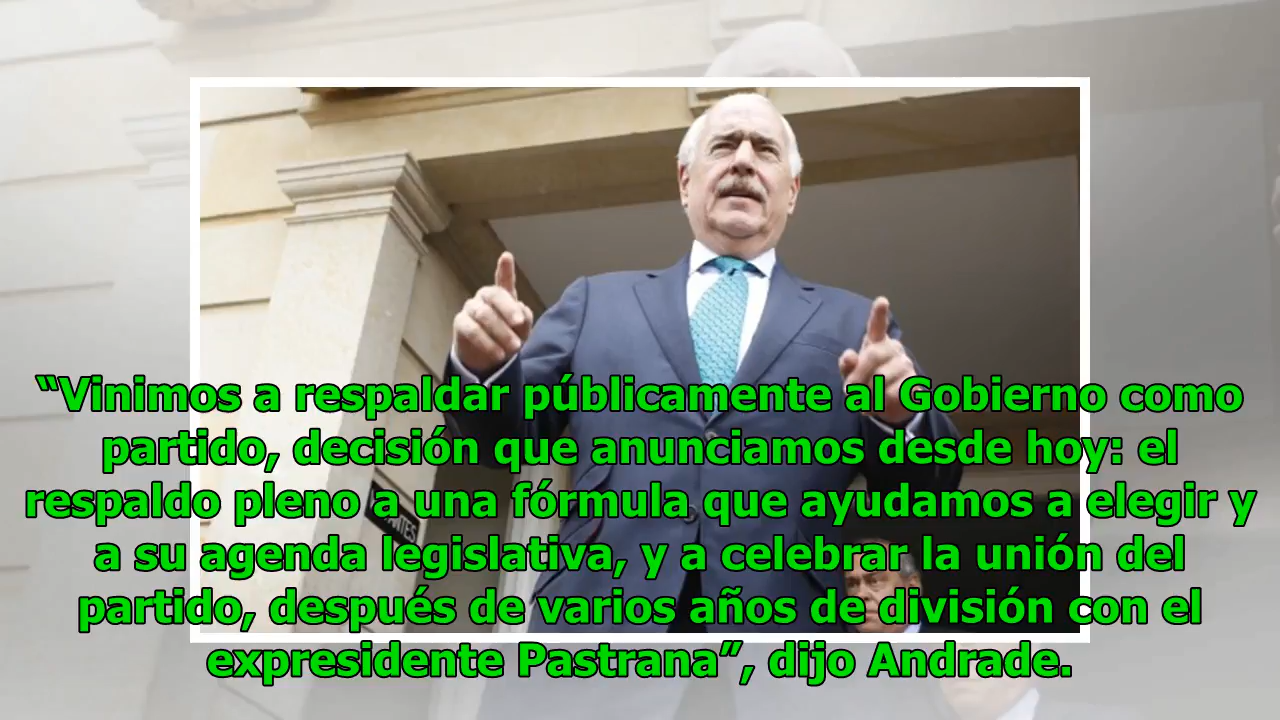 “Vinimos a respaldar públicamente al Gobierno como
partido, decisión que anunciamos desde hoy: el
respaldo pleno a una fórmula que ayudamos a elegir y
a su agenda legislativa, y a celebrar la unión del
partido, después de varios años de división con el
expresidente Pastrana”, dijo Andrade.